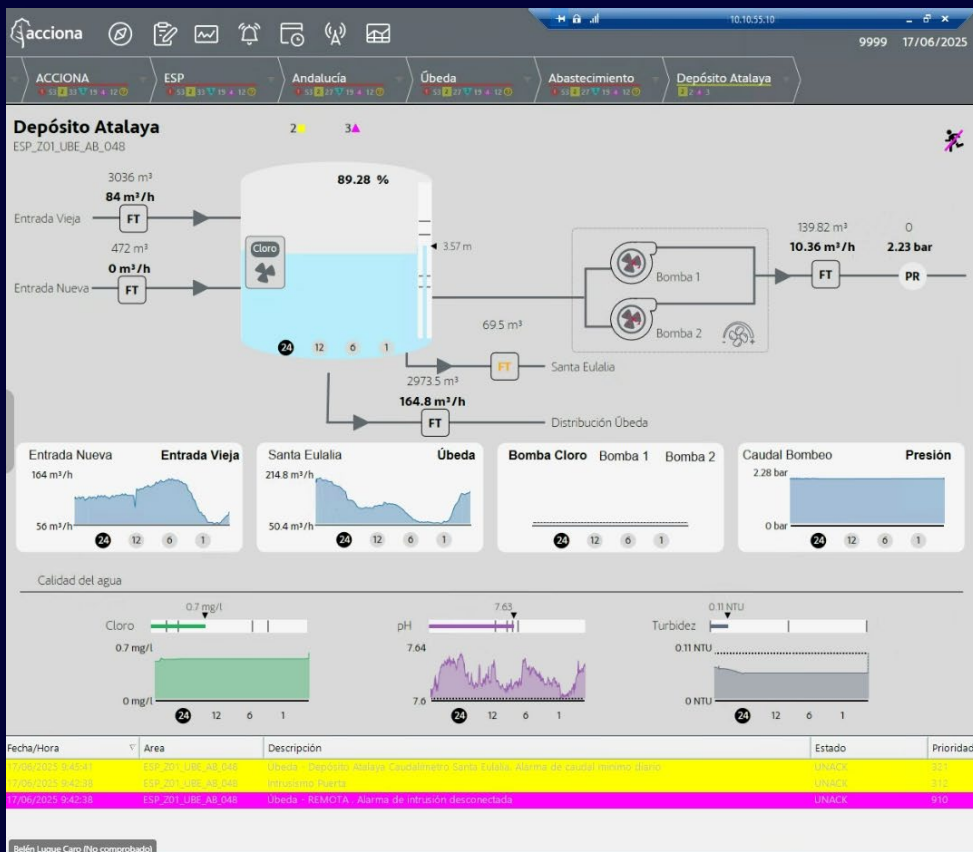 10.10.55.10
acciona
9999 17/06/2025
ACCIONA
ESP
Andalucía
Úbeda
Abastecimiento
Depósito Atalaya
Depósito Atalaya
2 3
ESP_Z01_UBE_AB_048
3036 m³
84 m³/h
Entrada Vieja
FT
472 m³
0 m³/h
Entrada Nueva
FT
89.28 %
Cloro
3.57 m
24 12 6 1
Bomba 1
Bomba 2
139.82 m³ 0
10.36 m³/h 2.23 bar
FT PR
69.5 m³
FT Santa Eulalia
2973.5 m³
164.8 m³/h
FT Distribución Úbeda
Entrada Nueva Entrada Vieja
164 m³/h
56 m³/h
24 12 6 1
Santa Eulalia Úbeda
214.8 m³/h
50.4 m³/h
24 12 6 1
Bomba Cloro Bomba 1 Bomba 2
24 12 6 1
Caudal Bombeo Presión
2.28 bar
0 bar
24 12 6 1
Calidad del agua
0.7 mg/l
Cloro
0.7 mg/l
0 mg/l
24 12 6 1
7.63
pH
7.64
7.6
24 12 6 1
0.11 NTU
Turbidez
0.11 NTU
0 NTU
24 12 6 1
Fecha/Hora Area Descripción Estado Prioridad
17/06/2025 9:45:41 ESP_Z01_UBE_AB_048 Úbeda - Depósito Atalaya Caudalímetro Santa Eulalia. Alarma de caudal mínimo diario UNACK 321
17/06/2025 9:42:38 ESP_Z01_UBE_AB_048 Intrusismo Puerta UNACK 312
17/06/2025 9:42:38 ESP_Z01_UBE_AB_048 Úbeda - REMOTA . Alarma de intrusión desconectada UNACK 910
Belén Luque Caro (No comprobado)